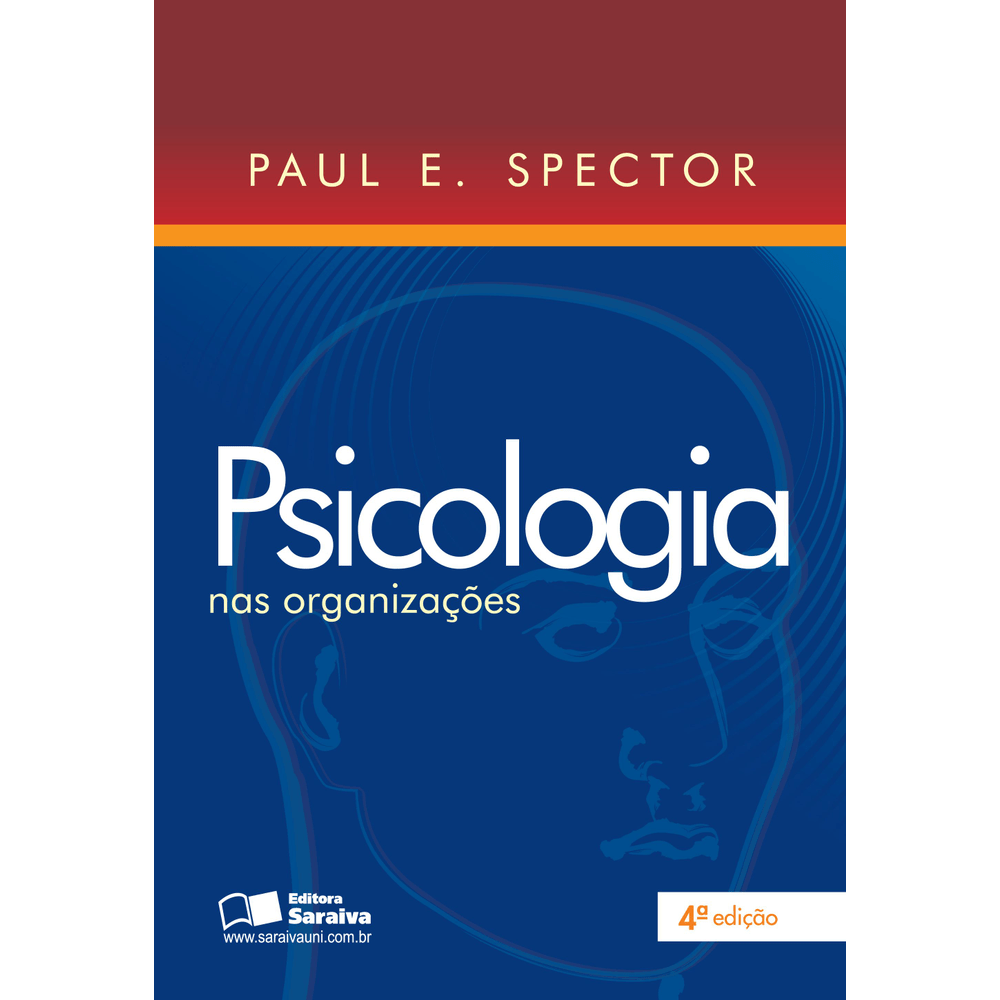 PAUL E. SPECTOR
Psicologia
nas organizações
Editora
Saraiva
www.saraivauni.com.br
4ª edição